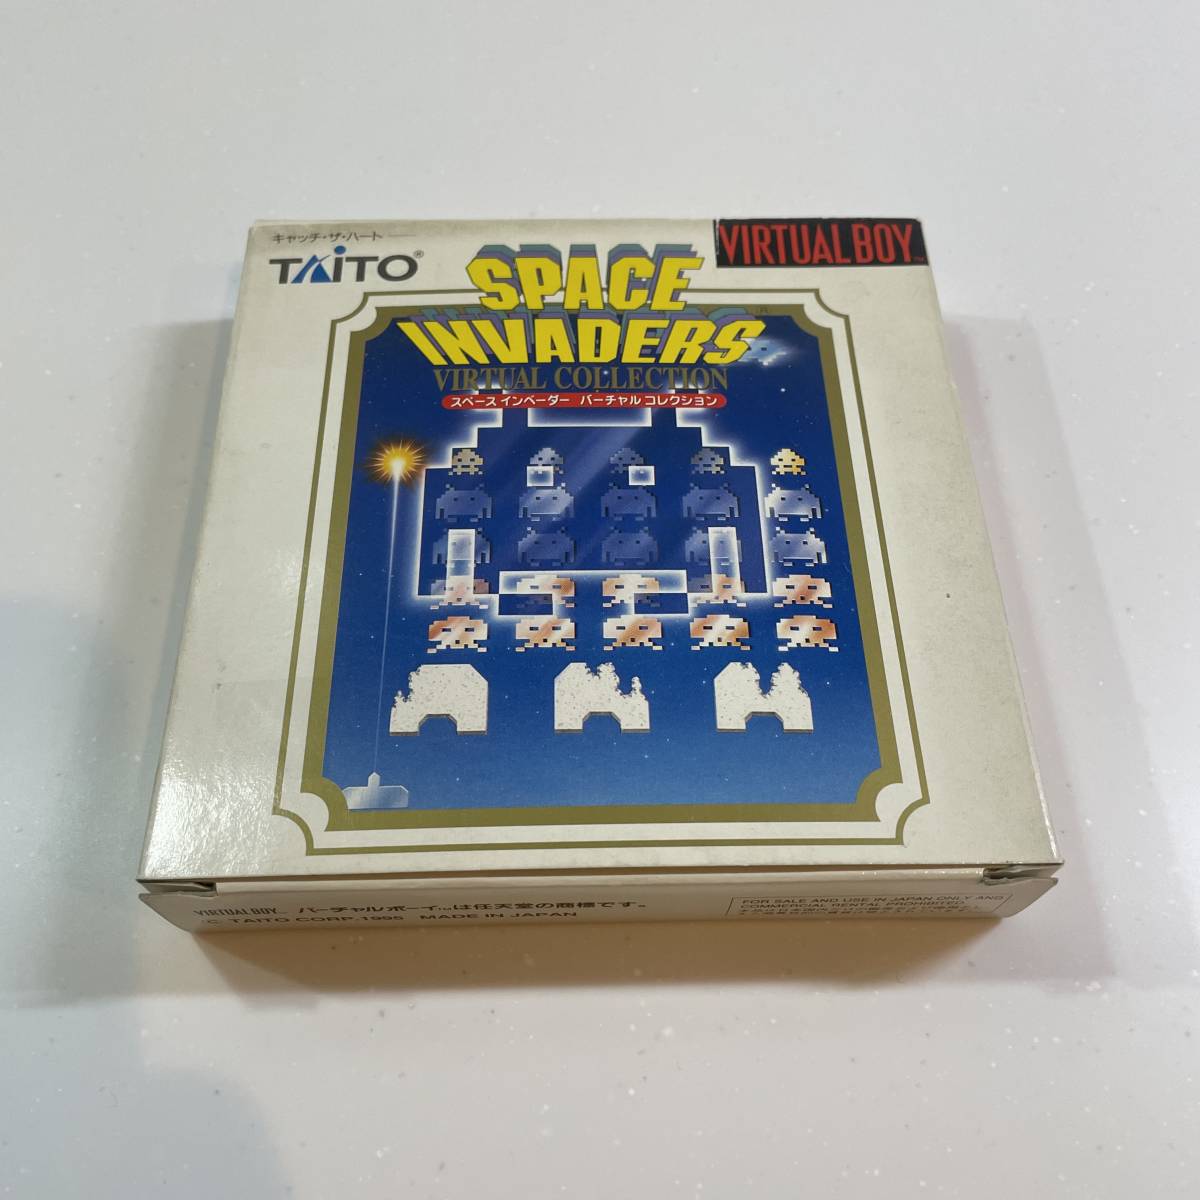 キャッチ・ザ・ハート
TAiTO®
VIRTUAL BOY™
SPACE
INVADERS®
VIRTUAL COLLECTION
スペースインベーダー バーチャルコレクション
VIRTUAL BOY™ バーチャルボーイ™は任天堂の商標です。
© TAITO CORP. 1995 MADE IN JAPAN
FOR SALE AND USE IN JAPAN ONLY AND
COMMERCIAL RENTAL PROHIBITED